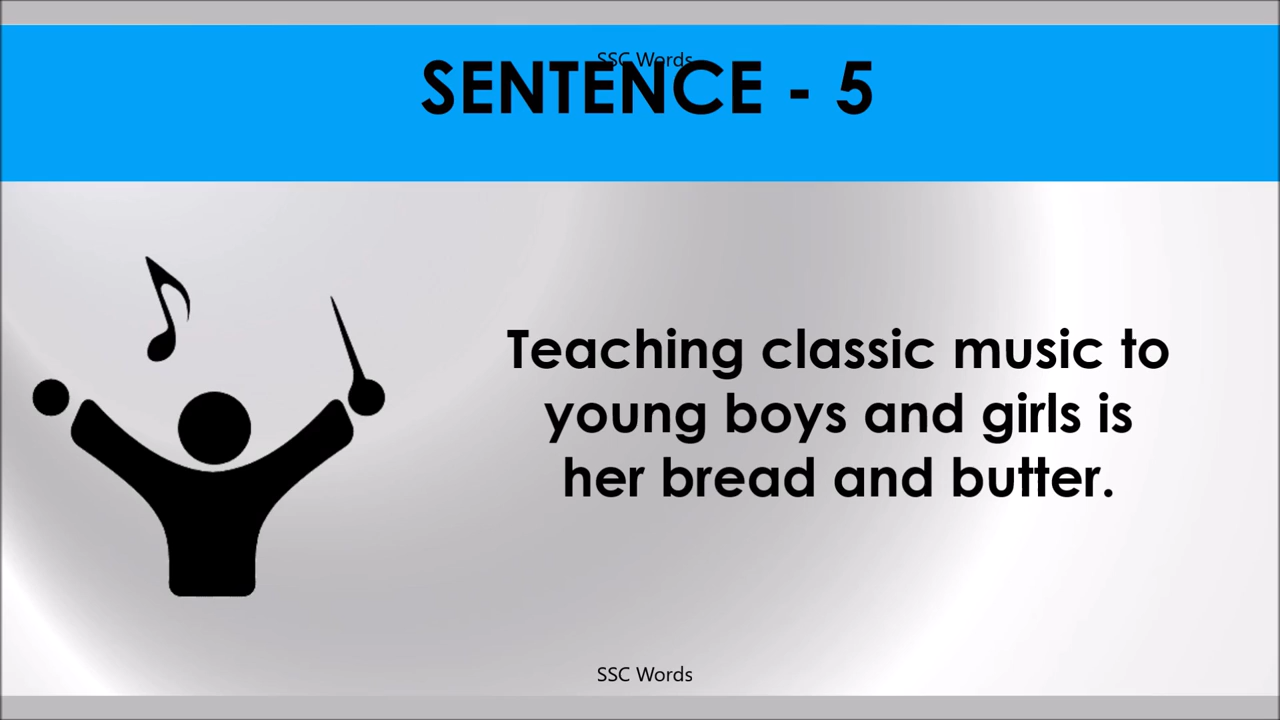 SSC Words
SENTENCE - 5
Teaching classic music to
young boys and girls is
her bread and butter.
SSC Words